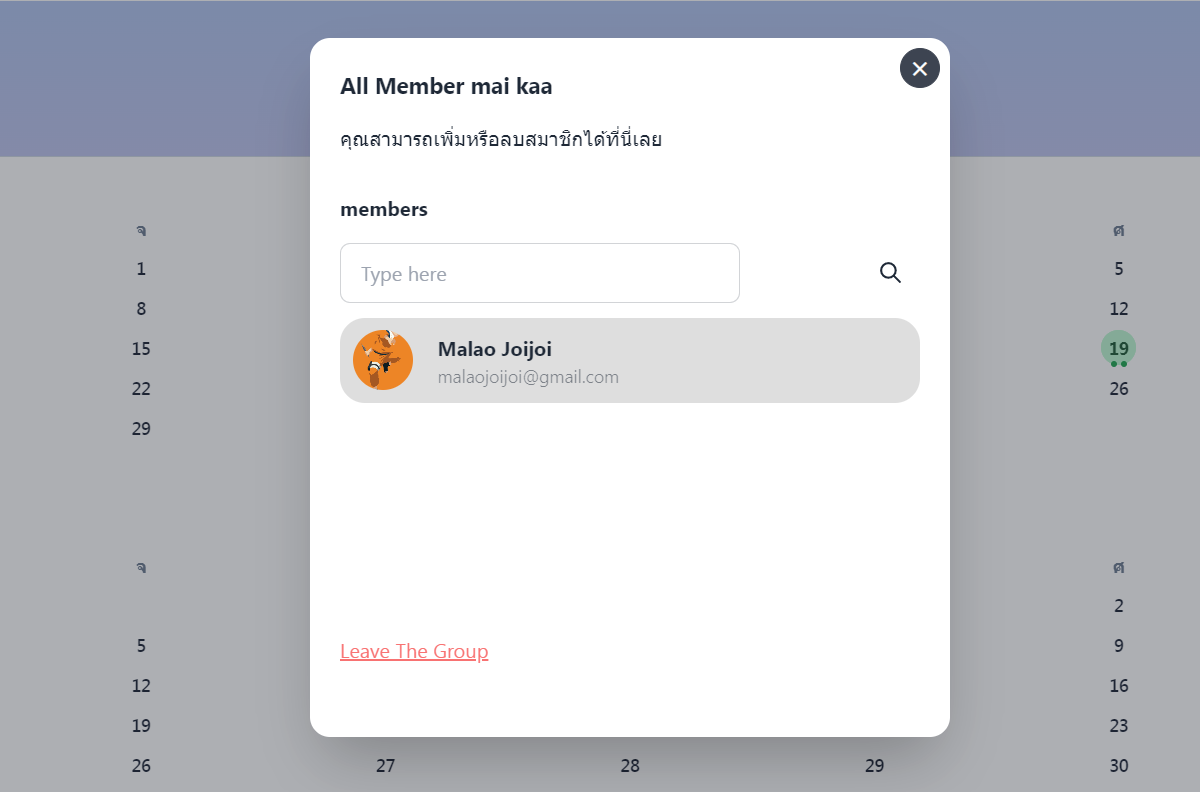 All Member mai kaa
คุณสามารถเพิ่มหรือลบสมาชิกได้ที่นี่เลย
members
Type here
Malao Joijoi
malaojoijoi@gmail.com
Leave The Group
จ ศ
1 5
8 12
15 19
22 26
29
จ ศ
2
5 9
12 16
19 23
26 27 28 29 30